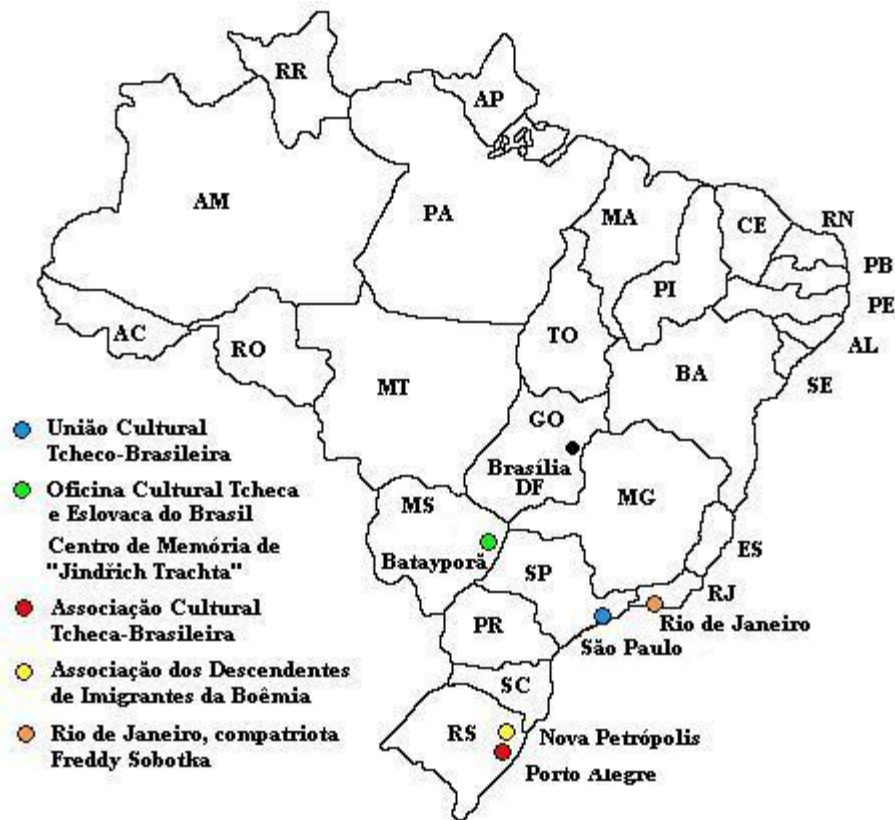 RR
AP
AM
PA
MA
CE
RN
PB
PI
PE
AC
RO
TO
AL
MT
BA
SE
GO
Brasília
DF
MS
MG
Batayporã
SP
ES
RJ
PR
Rio de Janeiro
São Paulo
SC
RS
Nova Petrópolis
Porto Alegre
União Cultural
Tcheco-Brasileira
Oficina Cultural Tcheca
e Eslovaca do Brasil
Centro de Memória de
"Jindřich Trachta"
Associação Cultural
Tcheca-Brasileira
Associação dos Descendentes
de Imigrantes da Boêmia
Rio de Janeiro, compatriota
Freddy Sobotka